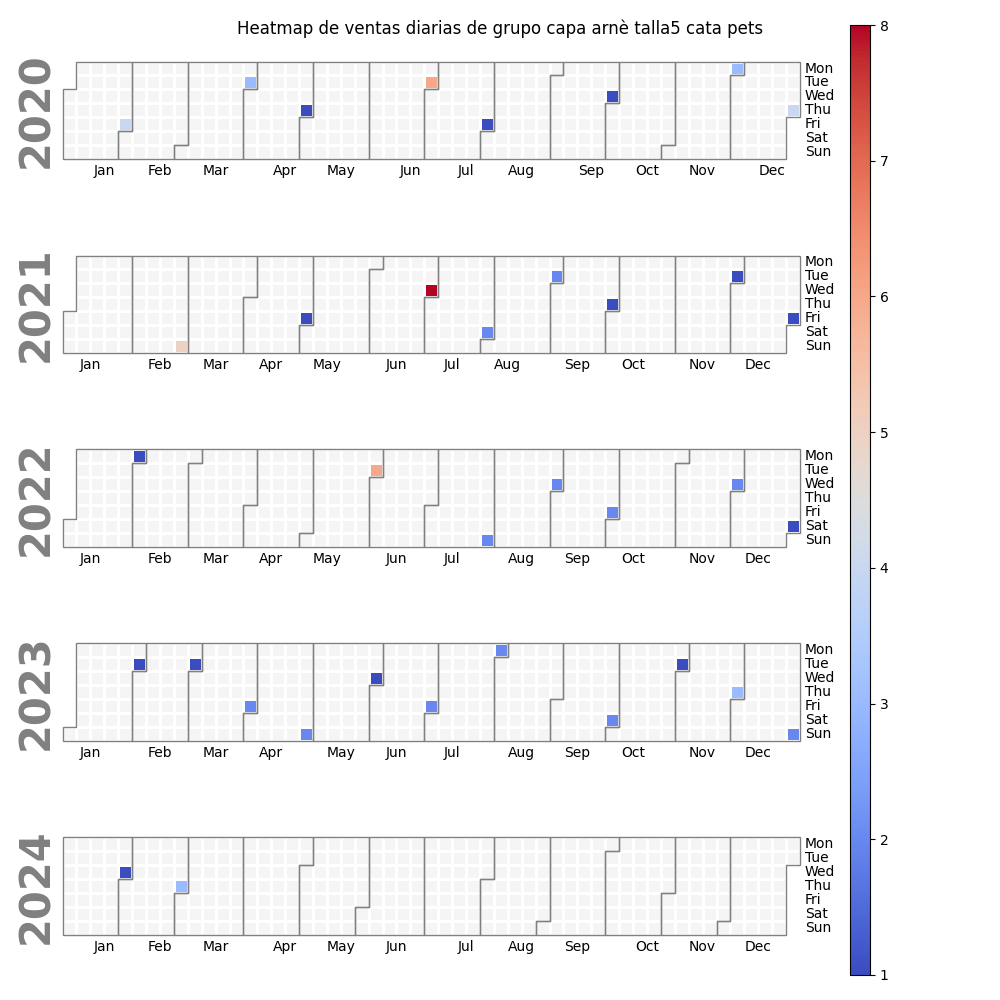 Heatmap de ventas diarias de grupo capa arnè talla5 cata pets
2020
Mon
Tue
Wed
Thu
Fri
Sat
Sun
Jan Feb Mar Apr May Jun Jul Aug Sep Oct Nov Dec
2021
Mon
Tue
Wed
Thu
Fri
Sat
Sun
Jan Feb Mar Apr May Jun Jul Aug Sep Oct Nov Dec
2022
Mon
Tue
Wed
Thu
Fri
Sat
Sun
Jan Feb Mar Apr May Jun Jul Aug Sep Oct Nov Dec
2023
Mon
Tue
Wed
Thu
Fri
Sat
Sun
Jan Feb Mar Apr May Jun Jul Aug Sep Oct Nov Dec
2024
Mon
Tue
Wed
Thu
Fri
Sat
Sun
Jan Feb Mar Apr May Jun Jul Aug Sep Oct Nov Dec
8
7
6
5
4
3
2
1